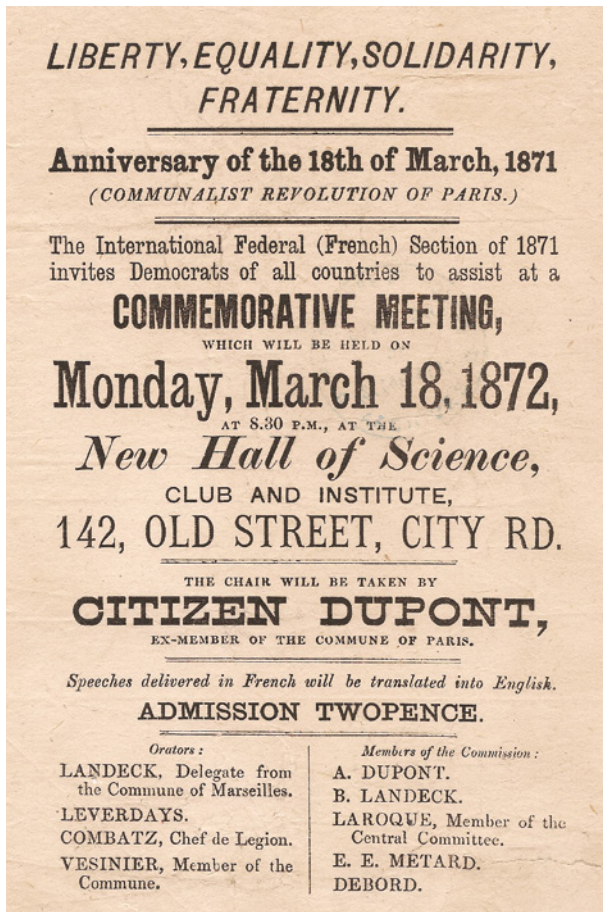 LIBERTY, EQUALITY, SOLIDARITY,
FRATERNITY.
Anniversary of the 18th of March, 1871
(COMMUNALIST REVOLUTION OF PARIS.)
The International Federal (French) Section of 1871
invites Democrats of all countries to assist at a
COMMEMORATIVE MEETING,
WHICH WILL BE HELD ON
Monday, March 18, 1872,
AT 8.30 P.M., AT THE
New Hall of Science,
CLUB AND INSTITUTE,
142, OLD STREET, CITY RD.
THE CHAIR WILL BE TAKEN BY
CITIZEN DUPONT,
EX-MEMBER OF THE COMMUNE OF PARIS.
Speeches delivered in French will be translated into English.
ADMISSION TWOPENCE.
Orators:
LANDECK, Delegate from
the Commune of Marseilles.
LEVERDAYS.
COMBATZ, Chef de Legion.
VESINIER, Member of the
Commune.
Members of the Commission:
A. DUPONT.
B. LANDECK.
LAROQUE, Member of the
Central Committee.
E. E. METARD.
DEBORD.